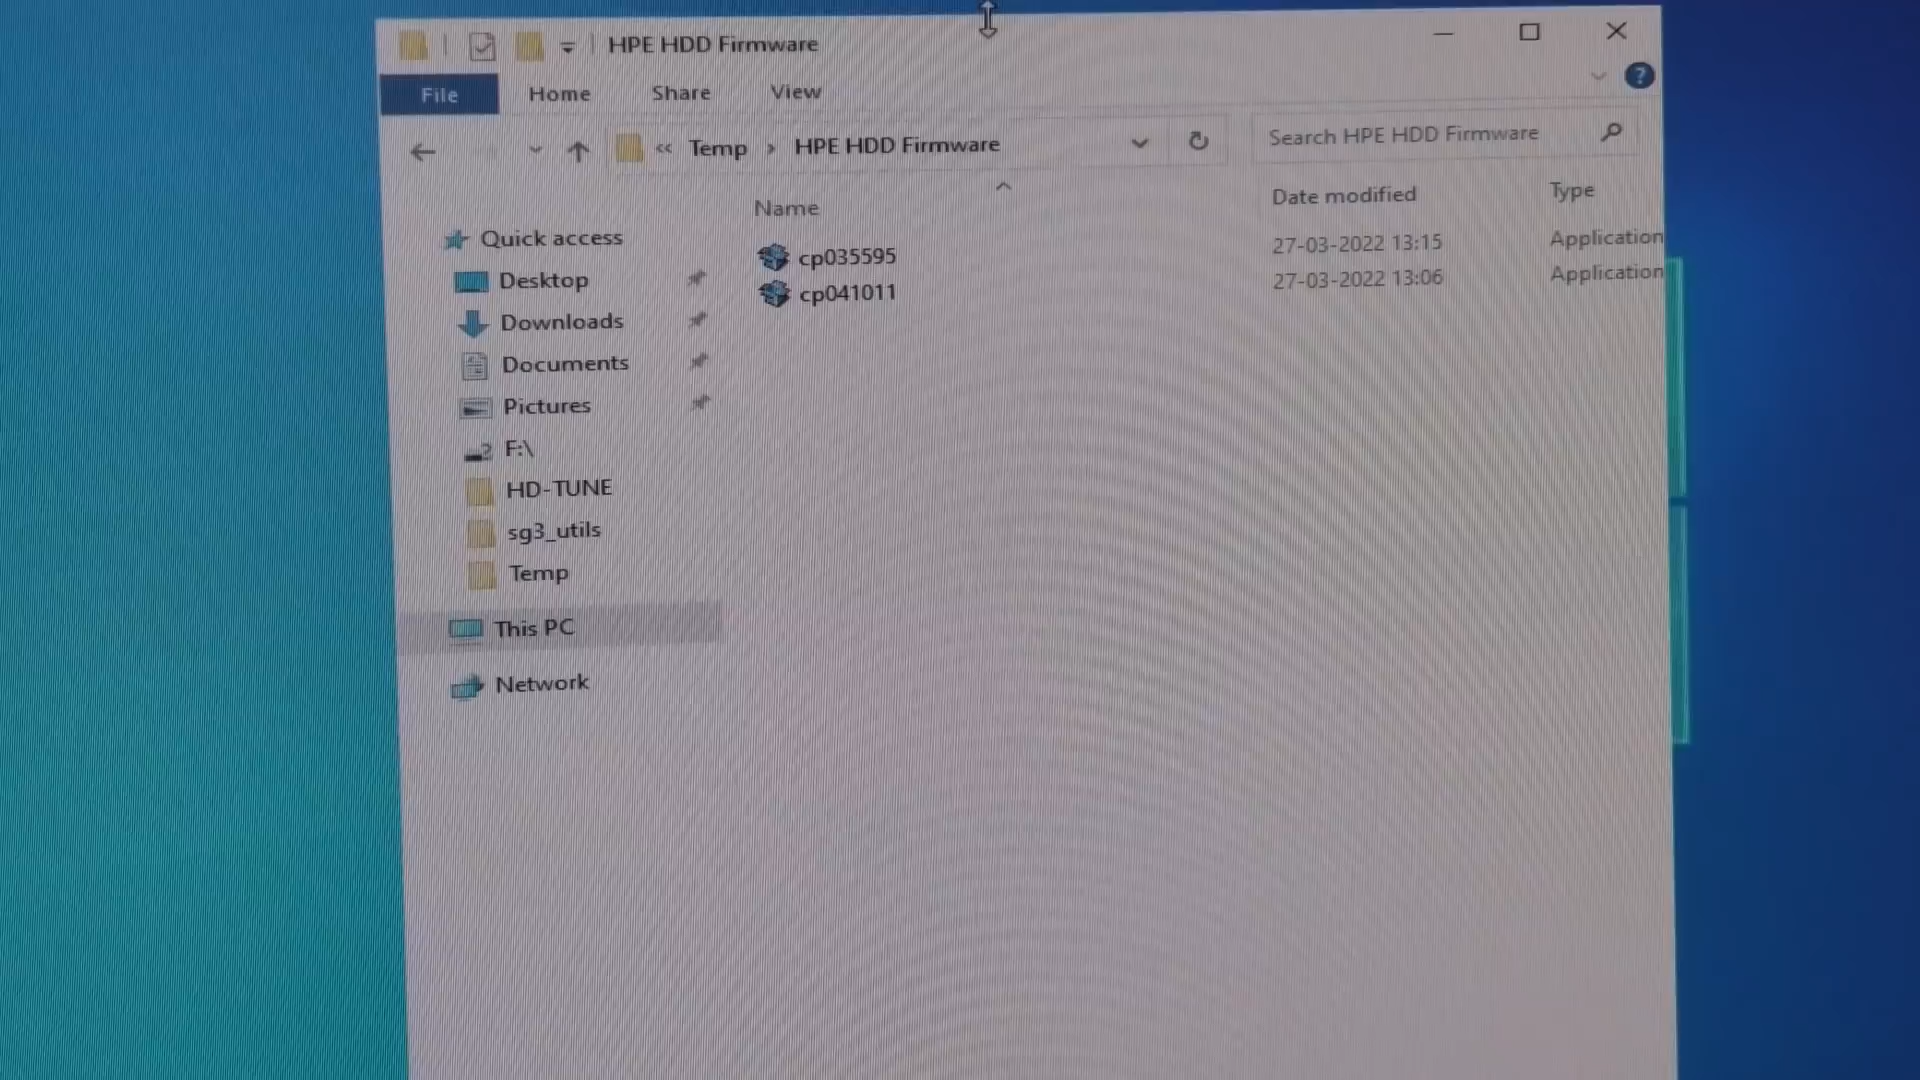 HPE HDD Firmware
File Home Share View
« Temp › HPE HDD Firmware
Search HPE HDD Firmware
Name Date modified Type
cp035595 27-03-2022 13:15 Application
cp041011 27-03-2022 13:06 Application
Quick access
Desktop
Downloads
Documents
Pictures
F:\
HD-TUNE
sg3_utils
Temp
This PC
Network